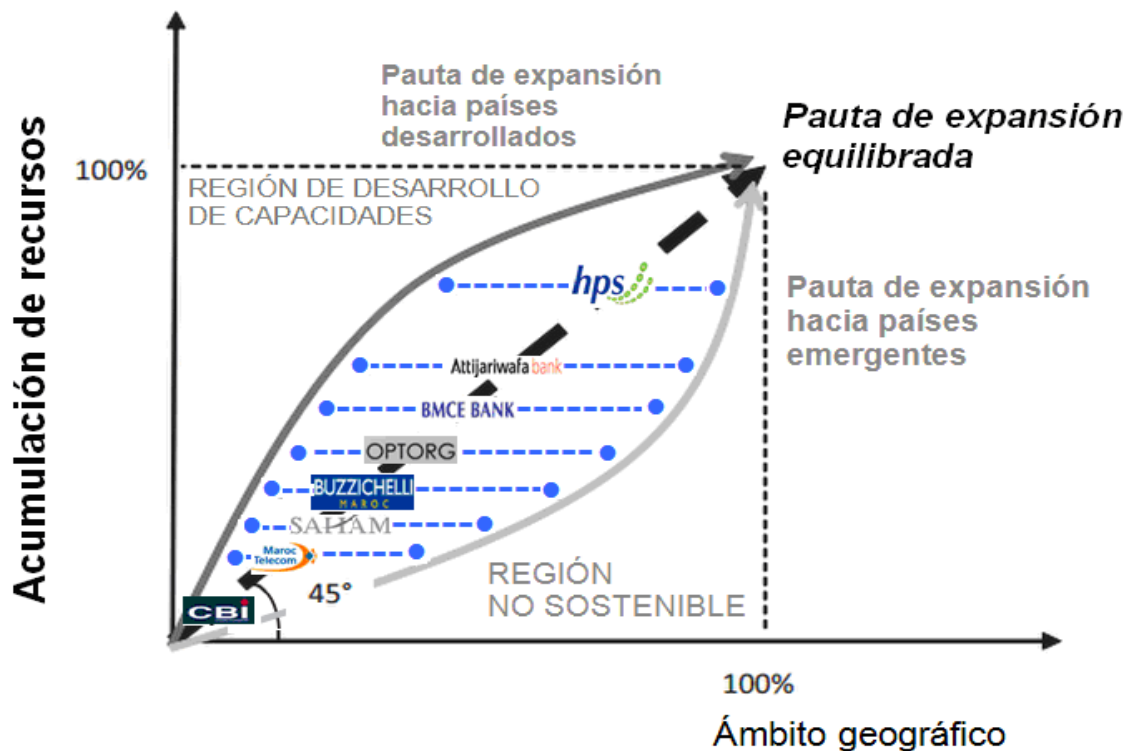 Pauta de expansión
hacia países
desarrollados
Pauta de expansión
equilibrada
100%
REGIÓN DE DESARROLLO
DE CAPACIDADES
hps
Pauta de expansión
hacia países
emergentes
Attijariwafa bank
BMCE BANK
OPTORG
BUZZICHELLI
MAROC
SAHAM
Maroc
Telecom
REGIÓN
NO SOSTENIBLE
45°
CBI
Acumulación de recursos
100%
Ámbito geográfico